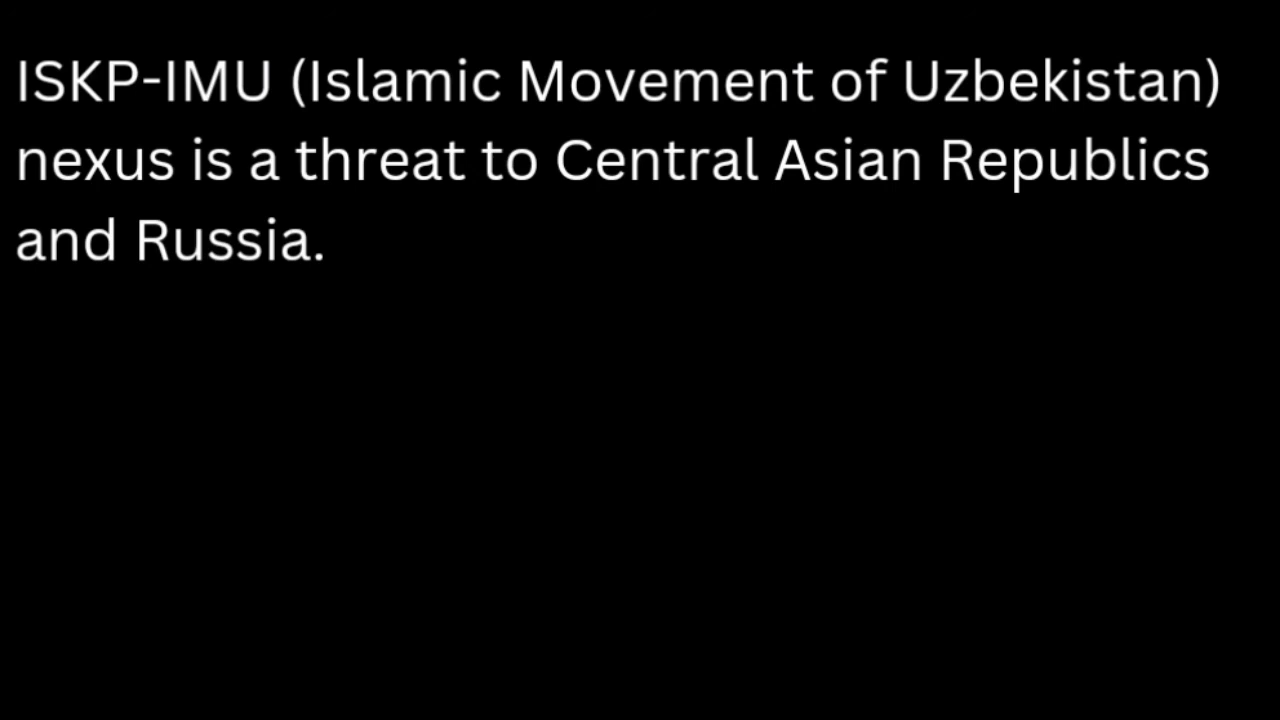 ISKP-IMU (Islamic Movement of Uzbekistan)
nexus is a threat to Central Asian Republics
and Russia.